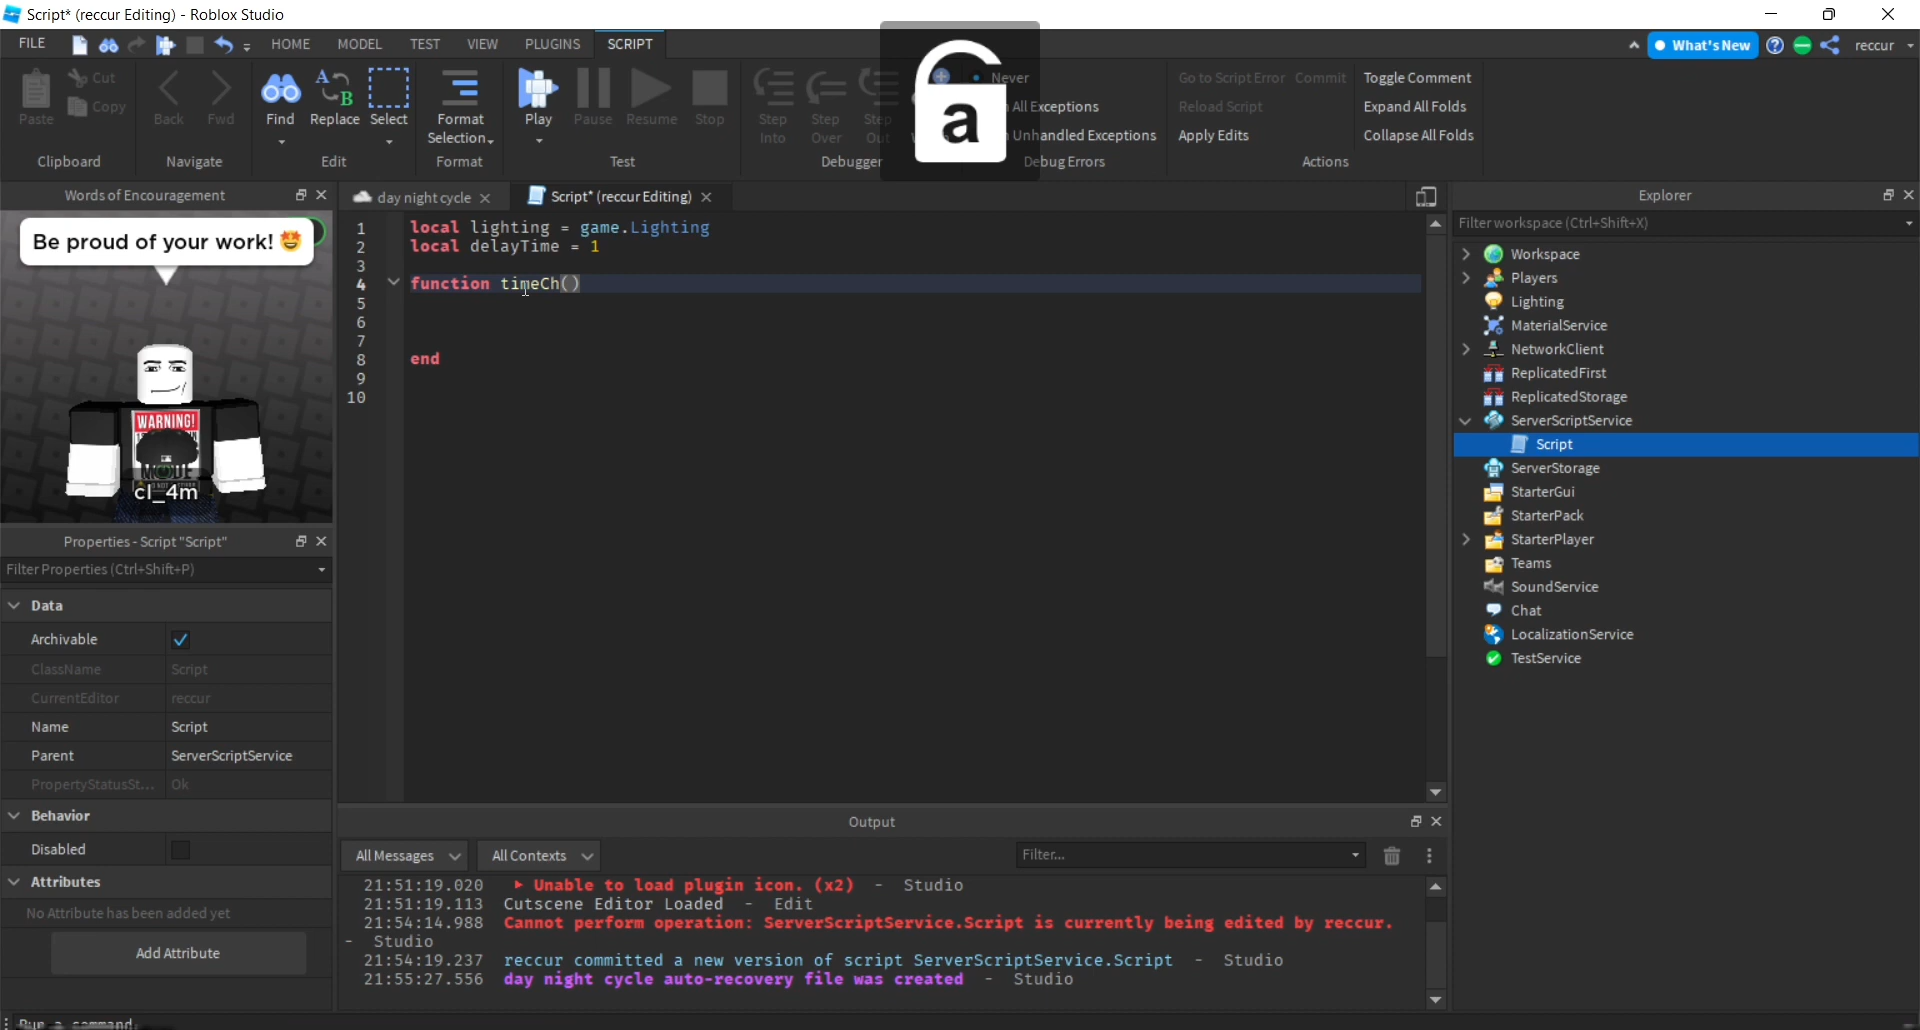 Script* (reccur Editing) - Roblox Studio
FILE HOME MODEL TEST VIEW PLUGINS SCRIPT What's New reccur
Paste Cut Copy Back Fwd Find Replace Select Format Selection Play Pause Resume Stop Step Into Step Over Step Out
a
Never
All Exceptions
Unhandled Exceptions
Go to Script Error Commit
Reload Script
Apply Edits
Toggle Comment
Expand All Folds
Collapse All Folds
Clipboard Navigate Edit Format Test Debugger Debug Errors Actions
Words of Encouragement
Be proud of your work! 🤩
WARNING!
MODE
cl_4m
Properties - Script "Script"
Filter Properties (Ctrl+Shift+P)
Data
Archivable
ClassName Script
CurrentEditor reccur
Name Script
Parent ServerScriptService
PropertyStatusSt... Ok
Behavior
Disabled
Attributes
No Attribute has been added yet
Add Attribute
day night cycle Script* (reccur Editing)
1 local lighting = game.Lighting
2 local delayTime = 1
3
4 function timeCh()
5
6
7
8 end
9
10
Output
All Messages All Contexts Filter...
21:51:19.020 ▶ Unable to load plugin icon. (x2) - Studio
21:51:19.113 Cutscene Editor Loaded - Edit
21:54:14.988 Cannot perform operation: ServerScriptService.Script is currently being edited by reccur.
- Studio
21:54:19.237 reccur committed a new version of script ServerScriptService.Script - Studio
21:55:27.556 day night cycle auto-recovery file was created - Studio
Explorer
Filter workspace (Ctrl+Shift+X)
Workspace
Players
Lighting
MaterialService
NetworkClient
ReplicatedFirst
ReplicatedStorage
ServerScriptService
Script
ServerStorage
StarterGui
StarterPack
StarterPlayer
Teams
SoundService
Chat
LocalizationService
TestService
Run a command